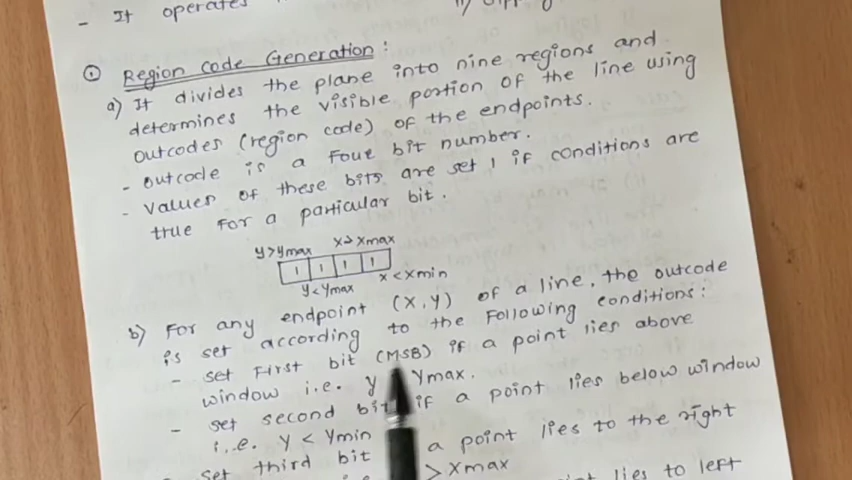 - It operates
① Region code Generation :
a) It divides the plane into nine regions and
determines the visible portion of the line using
outcodes (region code) of the endpoints.
- outcode is a Four bit number.
- values of these bits are set 1 if conditions are
true for a particular bit.
y > ymax x > xmax
1 1 1 1
y < ymax x < xmin
b) For any endpoint (x, y) of a line, the outcode
is set according to the following conditions:
- set First bit (MSB) if a point lies above
window i.e. y ymax.
- set second bit if a point lies below window
i.e. y < ymin
- set third bit a point lies to the right
> xmax
lies to left